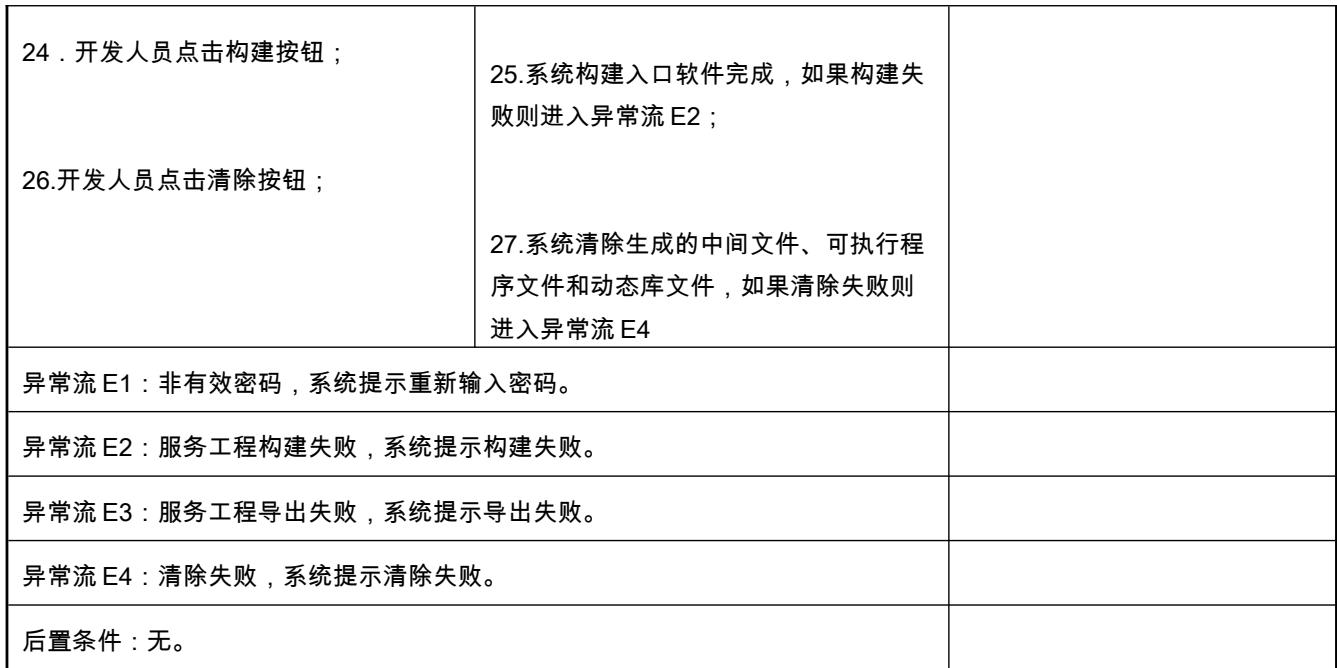 24．开发人员点击构建按钮；
25.系统构建入口软件完成，如果构建失
败则进入异常流 E2；
26.开发人员点击清除按钮；
27.系统清除生成的中间文件、可执行程
序文件和动态库文件，如果清除失败则
进入异常流 E4
异常流 E1：非有效密码，系统提示重新输入密码。
异常流 E2：服务工程构建失败，系统提示构建失败。
异常流 E3：服务工程导出失败，系统提示导出失败。
异常流 E4：清除失败，系统提示清除失败。
后置条件：无。